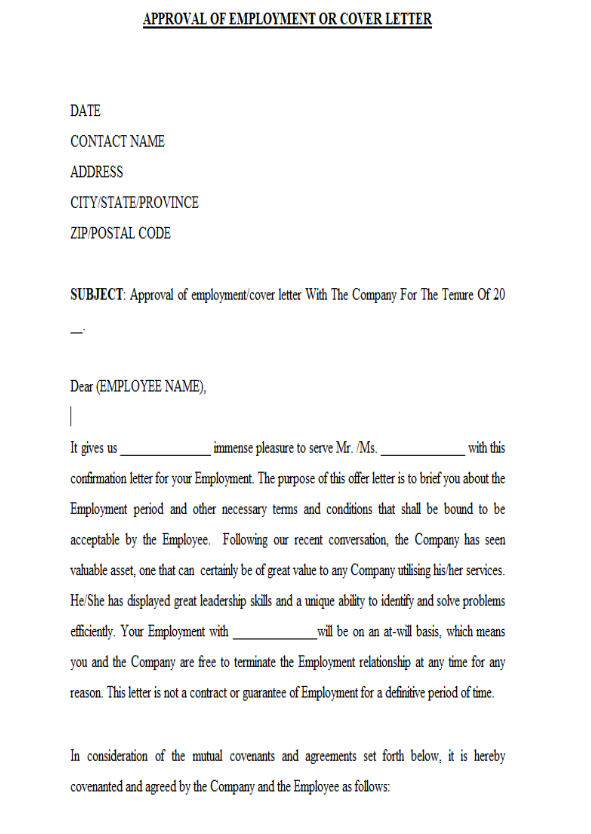 APPROVAL OF EMPLOYMENT OR COVER LETTER
DATE
CONTACT NAME
ADDRESS
CITY/STATE/PROVINCE
ZIP/POSTAL CODE
SUBJECT: Approval of employment/cover letter With The Company For The Tenure Of 20
__.
Dear (EMPLOYEE NAME),
It gives us ________________ immense pleasure to serve Mr. /Ms. _______________ with this
confirmation letter for your Employment. The purpose of this offer letter is to brief you about the
Employment period and other necessary terms and conditions that shall be bound to be
acceptable by the Employee.  Following our recent conversation, the Company has seen
valuable asset, one that can  certainly be of great value to any Company utilising his/her services.
He/She has displayed great leadership skills and a unique ability to identify and solve problems
efficiently. Your Employment with _______________will be on an at-will basis, which means
you and the Company are free to terminate the Employment relationship at any time for any
reason. This letter is not a contract or guarantee of Employment for a definitive period of time.
In consideration of the mutual covenants and agreements set forth below, it is hereby
covenanted and agreed by the Company and the Employee as follows: